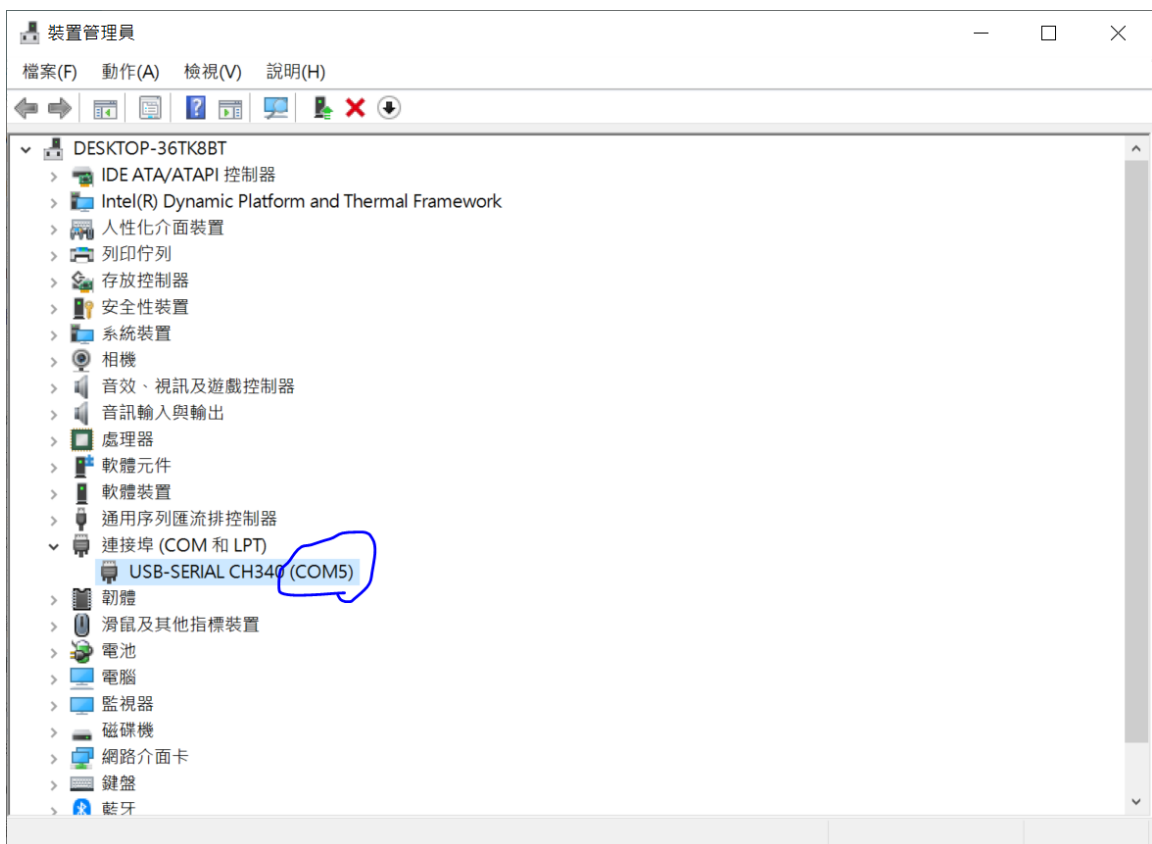 裝置管理員
檔案(F) 動作(A) 檢視(V) 說明(H)
DESKTOP-36TK8BT
IDE ATA/ATAPI 控制器
Intel(R) Dynamic Platform and Thermal Framework
人性化介面裝置
列印佇列
存放控制器
安全性裝置
系統裝置
相機
音效、視訊及遊戲控制器
音訊輸入與輸出
處理器
軟體元件
軟體裝置
通用序列匯流排控制器
連接埠 (COM 和 LPT)
USB-SERIAL CH340 (COM5)
韌體
滑鼠及其他指標裝置
電池
電腦
監視器
磁碟機
網路介面卡
鍵盤
藍牙